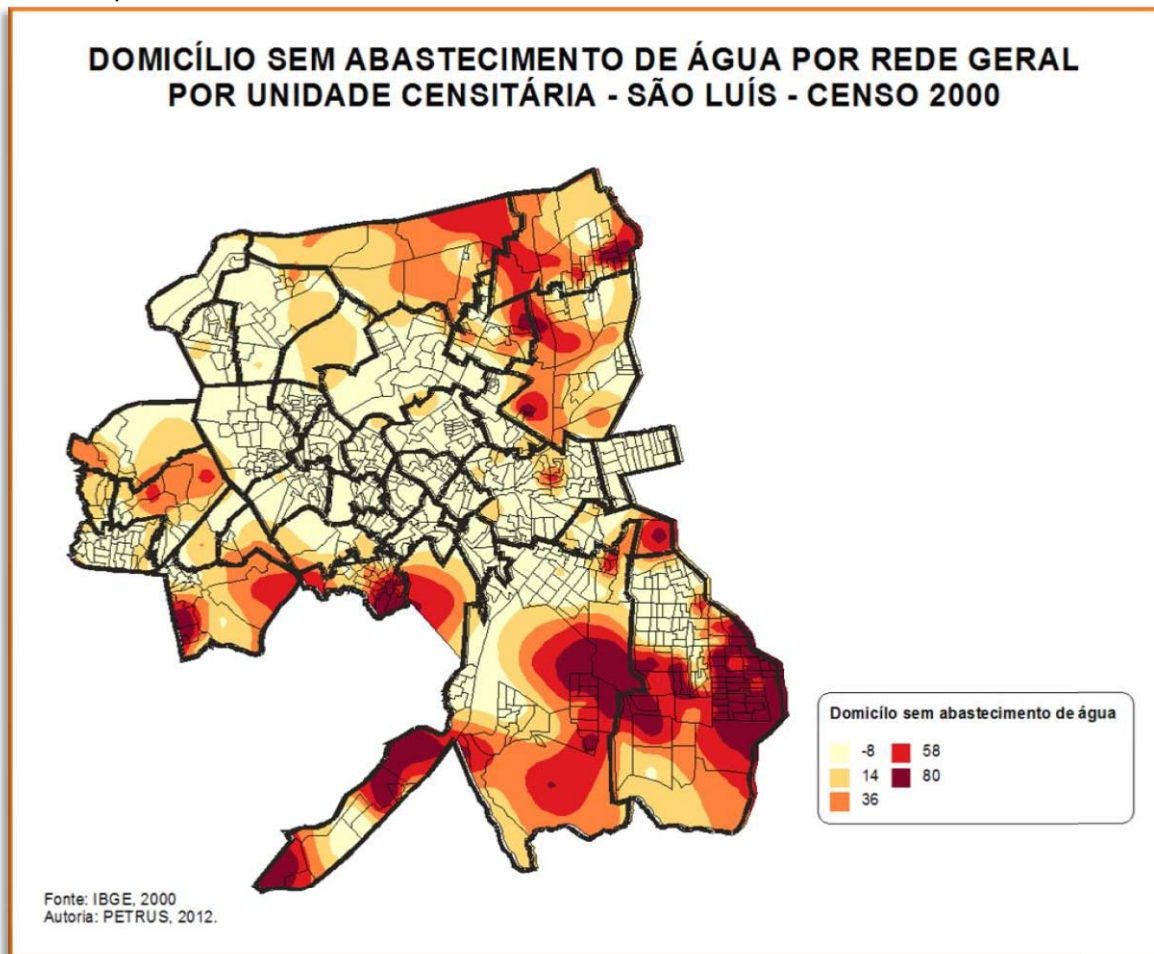 DOMICÍLIO SEM ABASTECIMENTO DE ÁGUA POR REDE GERAL
POR UNIDADE CENSITÁRIA - SÃO LUÍS - CENSO 2000
Domicílo sem abastecimento de água
-8 58
14 80
36
Fonte: IBGE, 2000
Autoria: PETRUS, 2012.